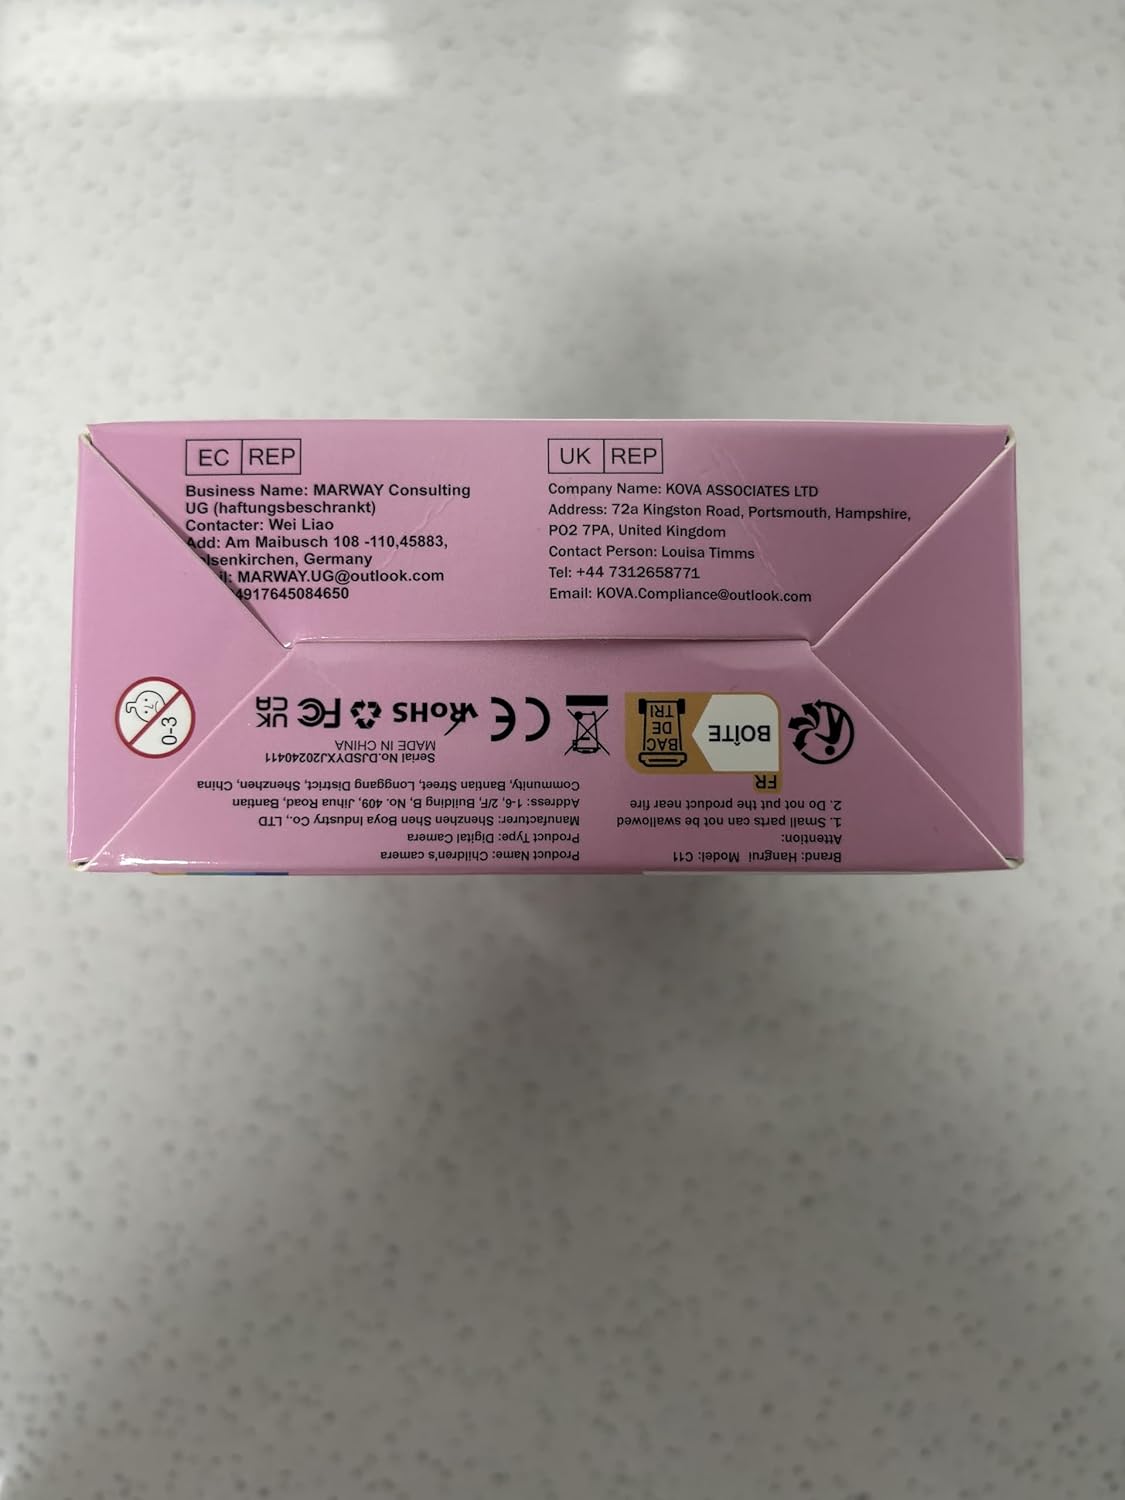 EC REP
Business Name: MARWAY Consulting
UG (haftungsbeschrankt)
Contacter: Wei Liao
Add: Am Maibusch 108 -110,45883,
Germany
MARWAY.UG@outlook.com
4917645084650
UK REP
Company Name: KOVA ASSOCIATES LTD
Address: 72a Kingston Road, Portsmouth, Hampshire,
PO2 7PA, United Kingdom
Contact Person: Louisa Timms
Tel: +44 7312658771
Email: KOVA.Compliance@outlook.com
Brand: Hangrui Model: C11
Attention:
1. Small parts can not be swallowed
2. Do not put the product near fire
FR
BOÎTE
BAC
DE
TRI
Product Name: Children's camera
Product Type: Digital Camera
Manufacturer: Shenzhen Shen Boya Industry Co., LTD
Address: 1-6, 2/F, Building B, No. 409, Jihua Road, Bantian
Community, Bantian Street, Longgang District, Shenzhen, China
Serial No.DJSDYXJ20240411
MADE IN CHINA
CE RoHS FC UK
CA
0-3